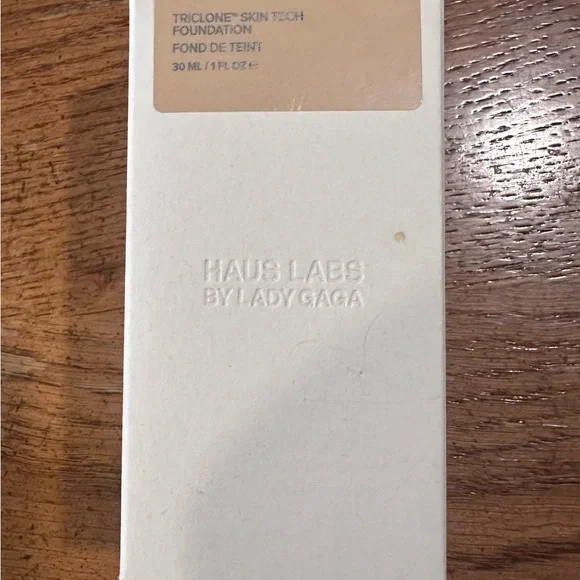 TRICLONE™ SKIN TECH
FOUNDATION
FOND DE TEINT
30 ML / 1 FL OZ ℮
HAUS LABS
BY LADY GAGA